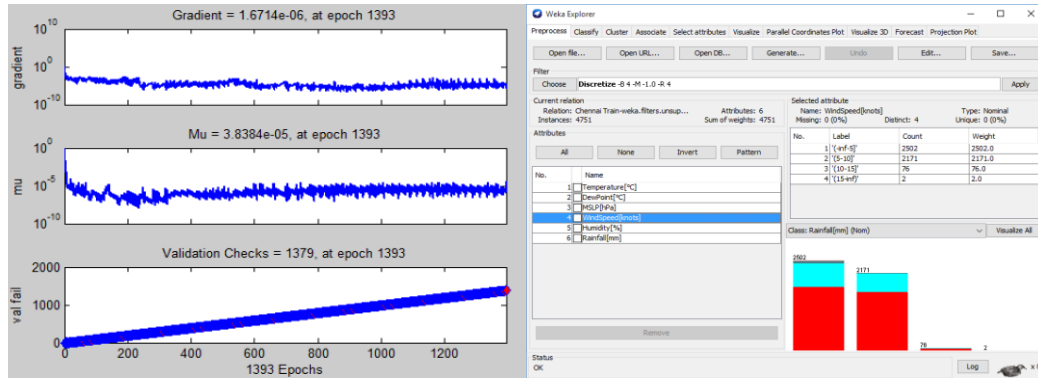 Gradient = 1.6714e-06, at epoch 1393
10^10
10^0
10^-10
gradient
Mu = 3.8384e-05, at epoch 1393
10^0
10^-5
10^-10
mu
Validation Checks = 1379, at epoch 1393
2000
1000
0
val fail
0 200 400 600 800 1000 1200
1393 Epochs
Weka Explorer
Preprocess Classify Cluster Associate Select attributes Visualize Parallel Coordinates Plot Visualize 3D Forecast Projection Plot
Open file... Open URL... Open DB... Generate... Undo Edit... Save...
Filter
Choose Discretize -B 4 -M -1.0 -R 4 Apply
Current relation
Relation: Chennai Train-weka.filters.unsup... Attributes: 6
Instances: 4751 Sum of weights: 4751
Attributes
All None Invert Pattern
No. Name
1 Temperature[°C]
2 DewPoint[°C]
3 MSLP[hPa]
4 WindSpeed[knots]
5 Humidity[%]
6 Rainfall[mm]
Remove
Selected attribute
Name: WindSpeed[knots] Type: Nominal
Missing: 0 (0%) Distinct: 4 Unique: 0 (0%)
No. Label Count Weight
1 '(-inf-5]' 2502 2502.0
2 '(5-10]' 2171 2171.0
3 '(10-15]' 76 76.0
4 '(15-inf)' 2 2.0
Class: Rainfall[mm] (Nom) Visualize All
2502
2171
76
2
Status
OK
Log